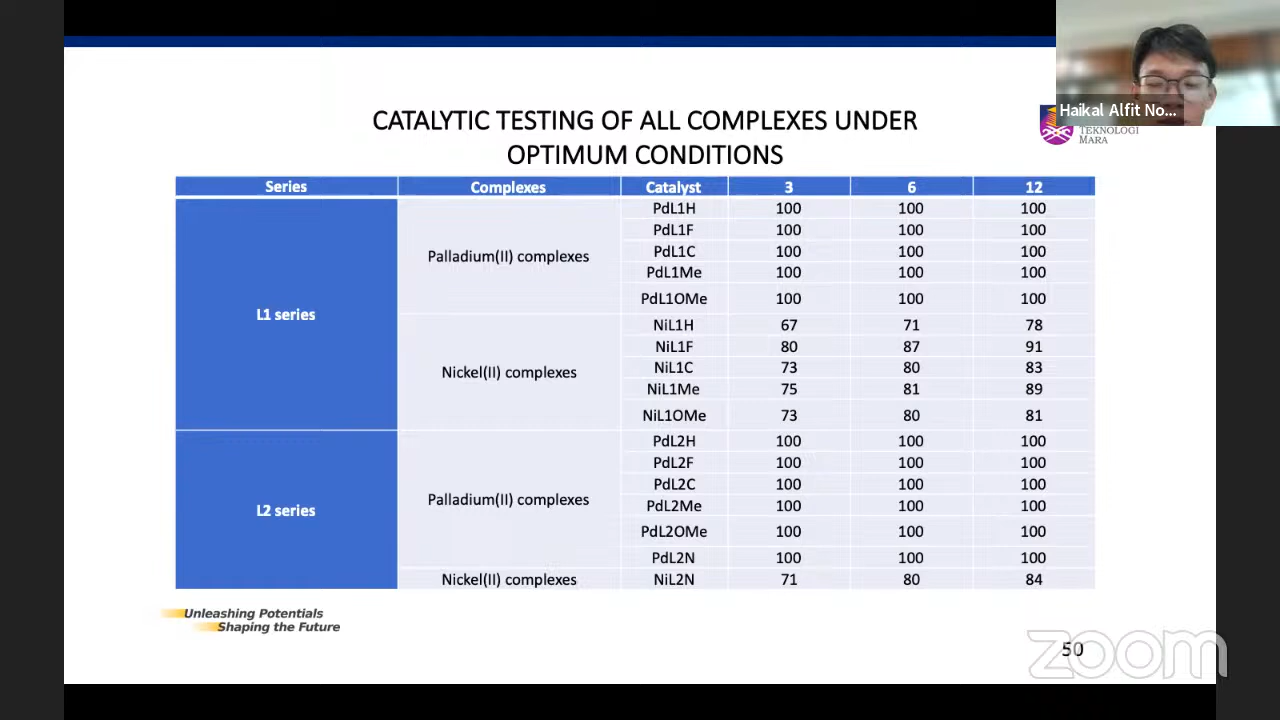 Haikal Alfit No...
TEKNOLOGI
MARA
CATALYTIC TESTING OF ALL COMPLEXES UNDER
OPTIMUM CONDITIONS
Series Complexes Catalyst 3 6 12
L1 series
Palladium(II) complexes
PdL1H 100 100 100
PdL1F 100 100 100
PdL1C 100 100 100
PdL1Me 100 100 100
PdL1OMe 100 100 100
Nickel(II) complexes
NiL1H 67 71 78
NiL1F 80 87 91
NiL1C 73 80 83
NiL1Me 75 81 89
NiL1OMe 73 80 81
L2 series
Palladium(II) complexes
PdL2H 100 100 100
PdL2F 100 100 100
PdL2C 100 100 100
PdL2Me 100 100 100
PdL2OMe 100 100 100
PdL2N 100 100 100
Nickel(II) complexes NiL2N 71 80 84
Unleashing Potentials
Shaping the Future
50
zoom